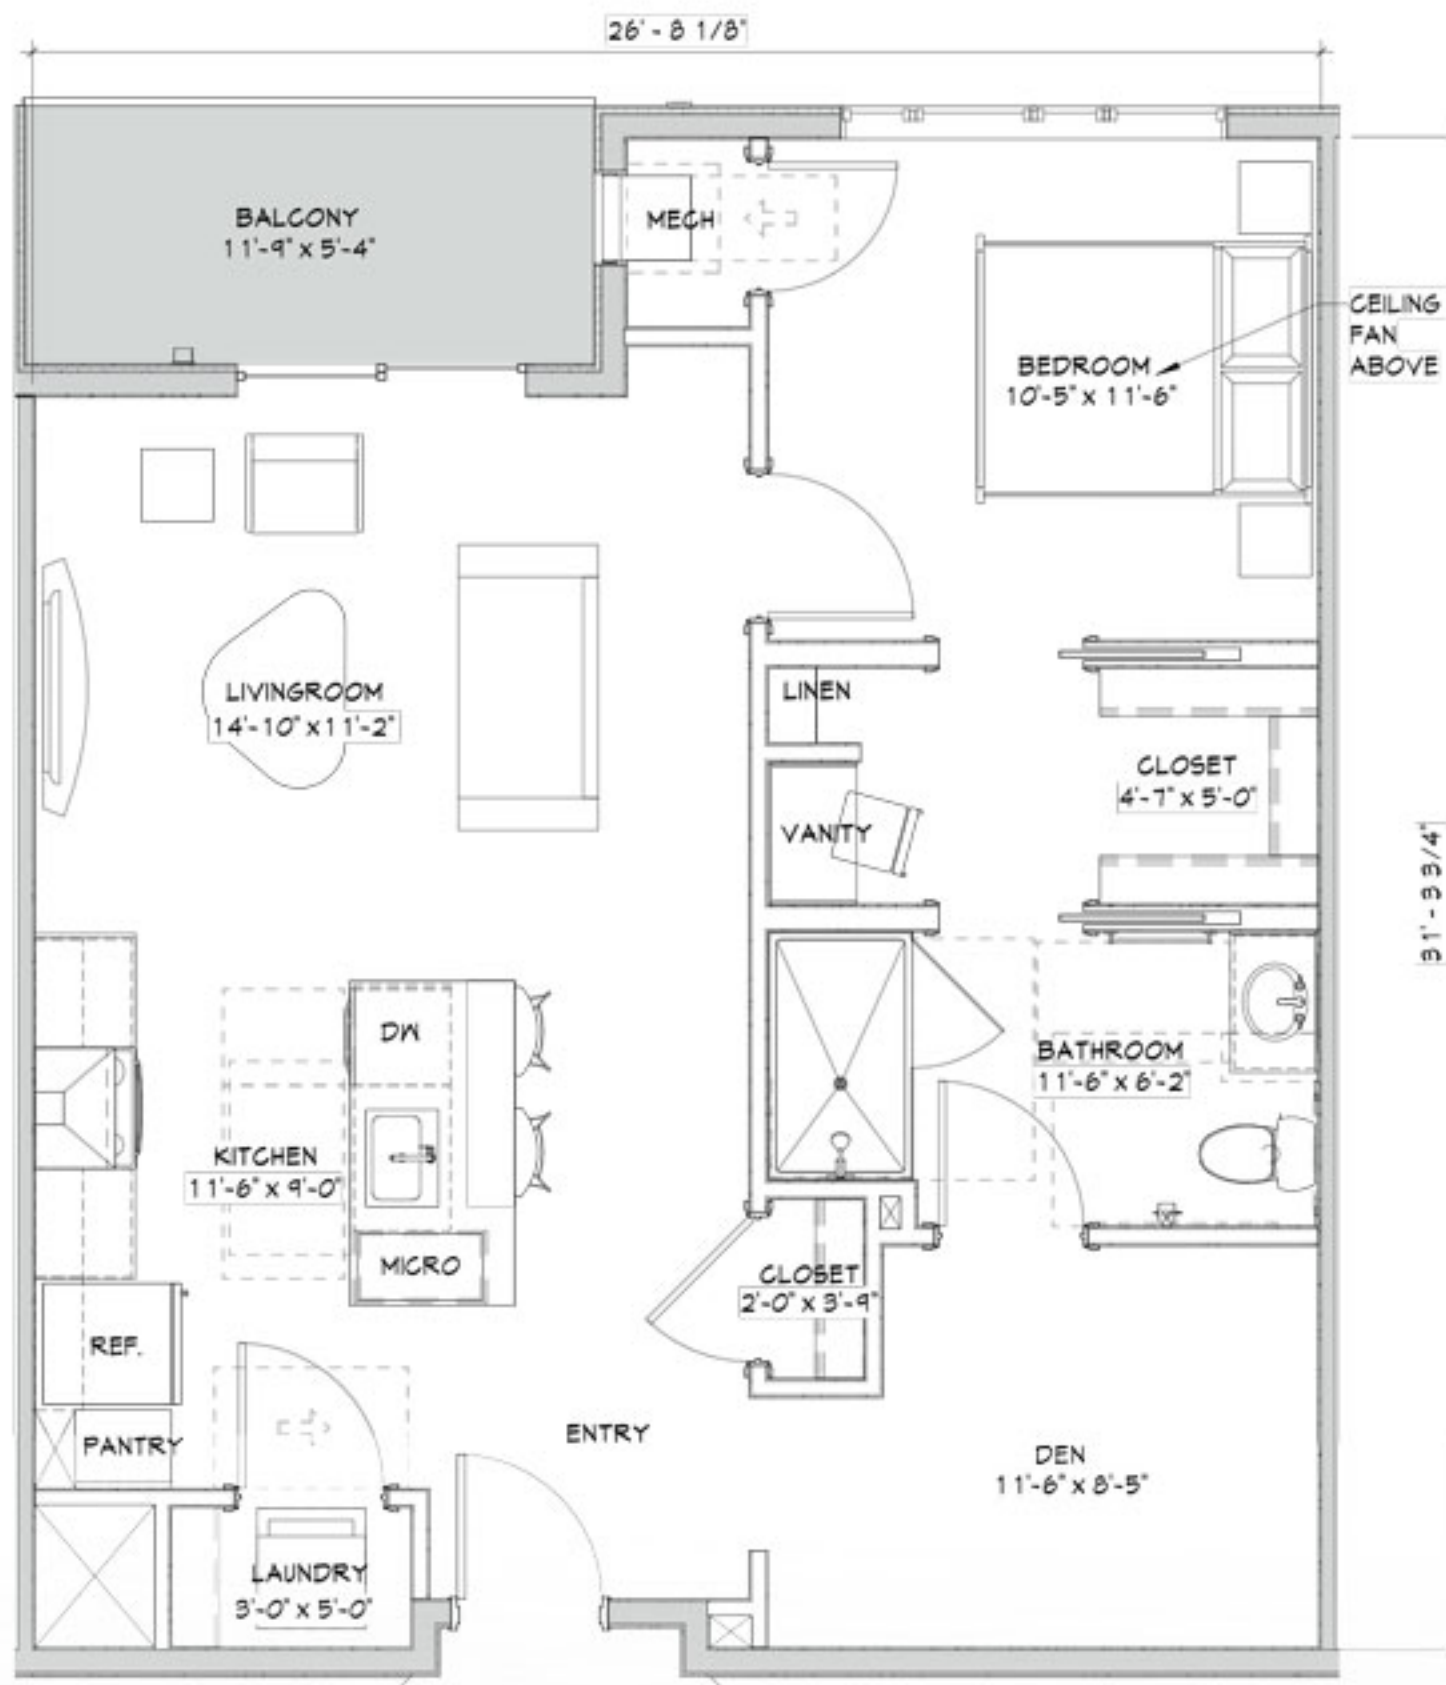 26' - 8 1/8"
BALCONY
11'-9" x 5'-4"
MECH
CEILING
FAN
ABOVE
BEDROOM
10'-5" x 11'-6"
LIVINGROOM
14'-10" x 11'-2"
LINEN
CLOSET
4'-7" x 5'-0"
VANITY
31' - 3 3/4"
DW
BATHROOM
11'-6" x 6'-2"
KITCHEN
11'-6" x 9'-0"
MICRO
CLOSET
2'-0" x 3'-9"
REF.
PANTRY
ENTRY
DEN
11'-6" x 8'-5"
LAUNDRY
3'-0" x 5'-0"